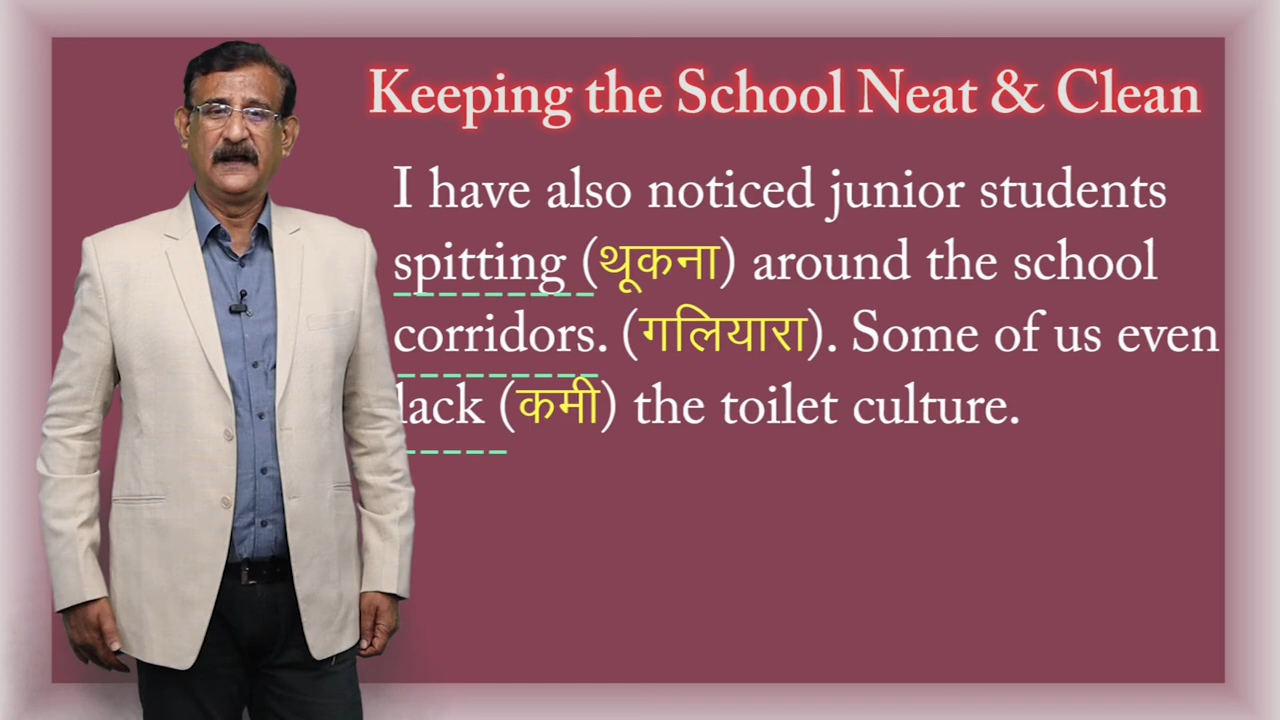 Keeping the School Neat & Clean
I have also noticed junior students
spitting (थूकना) around the school
corridors. (गलियारा). Some of us even
lack (कमी) the toilet culture.